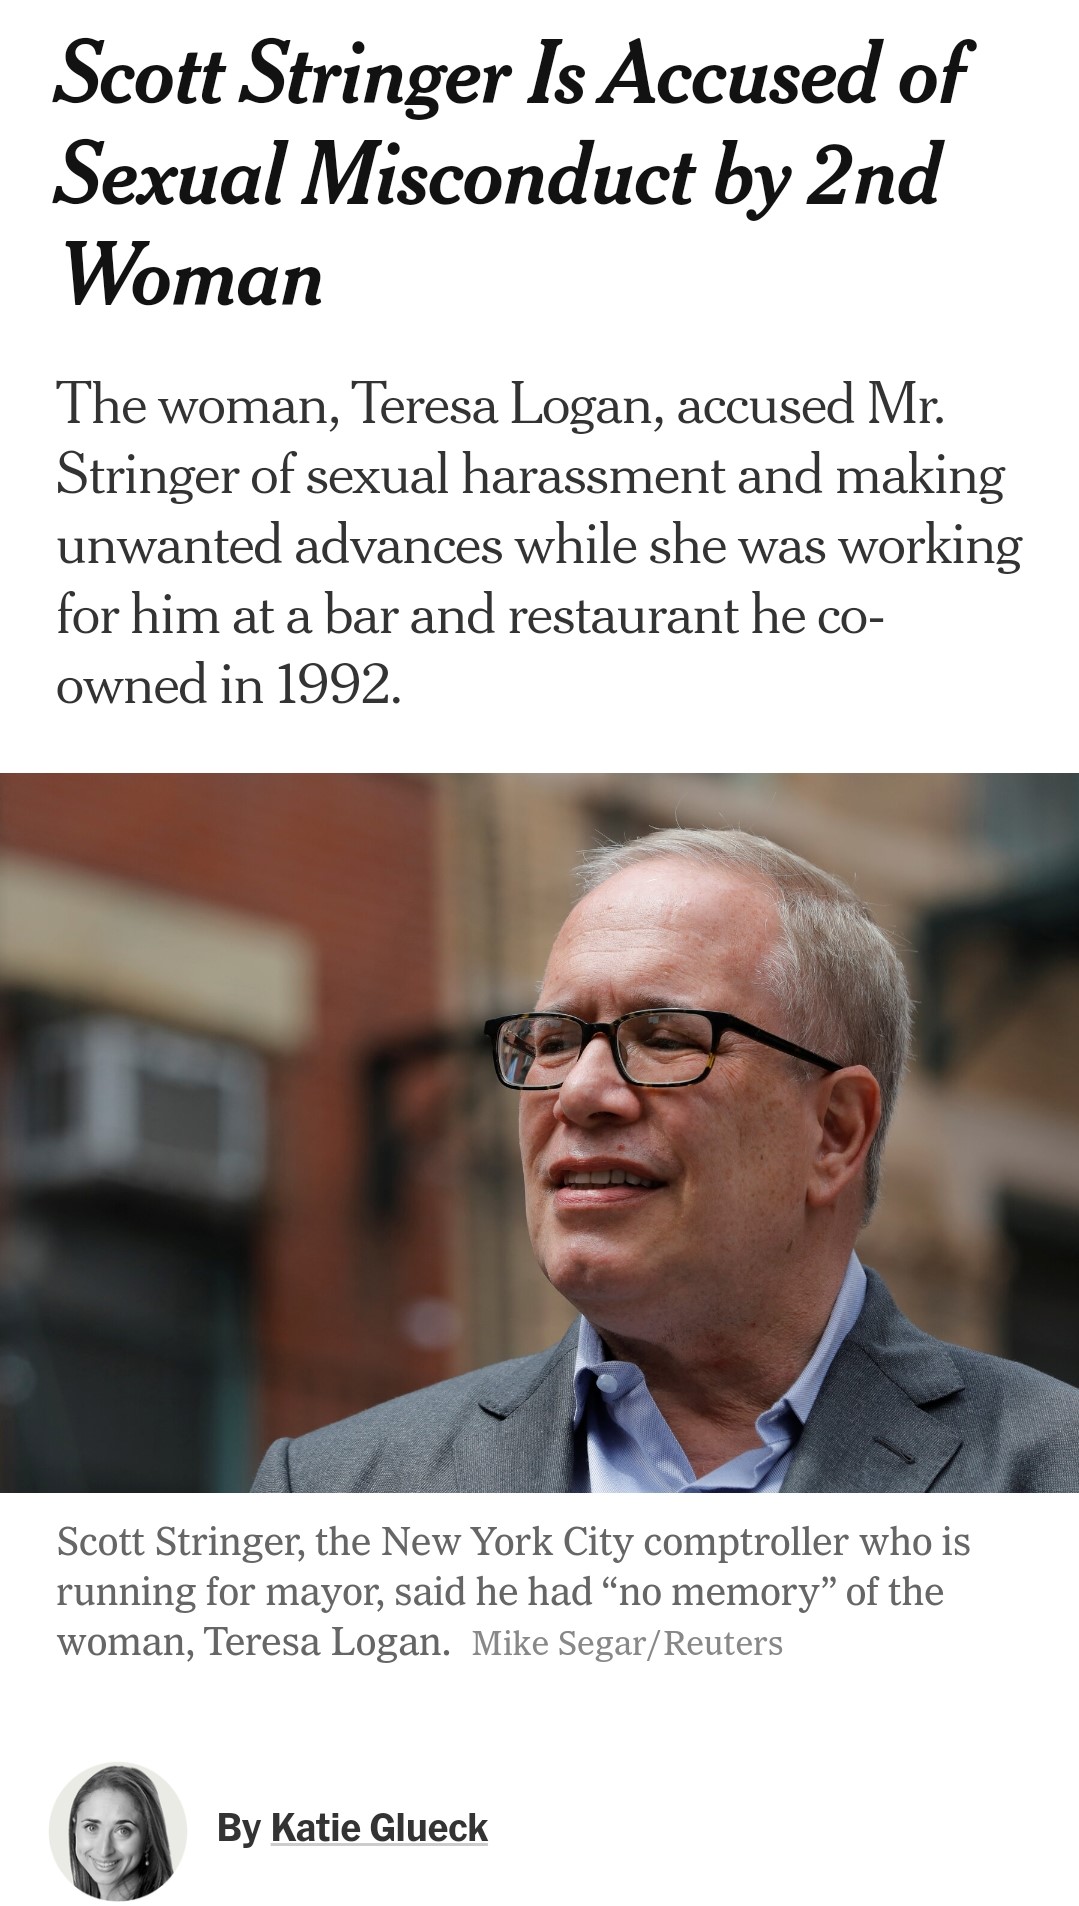 Scott Stringer Is Accused of
Sexual Misconduct by 2nd
Woman
The woman, Teresa Logan, accused Mr.
Stringer of sexual harassment and making
unwanted advances while she was working
for him at a bar and restaurant he co-
owned in 1992.
Scott Stringer, the New York City comptroller who is
running for mayor, said he had “no memory” of the
woman, Teresa Logan. Mike Segar/Reuters
By Katie Glueck